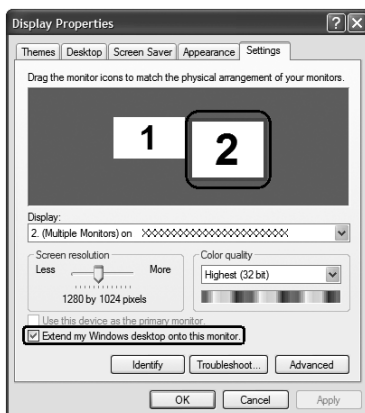 Display Properties
Themes Desktop Screen Saver Appearance Settings
Drag the monitor icons to match the physical arrangement of your monitors.
1 2
Display:
2. (Multiple Monitors) on XXXXXXXXXXXXXXXXXXXXXX
Screen resolution Color quality
Less More Highest (32 bit)
1280 by 1024 pixels
Use this device as the primary monitor.
Extend my Windows desktop onto this monitor.
Identify Troubleshoot... Advanced
OK Cancel Apply